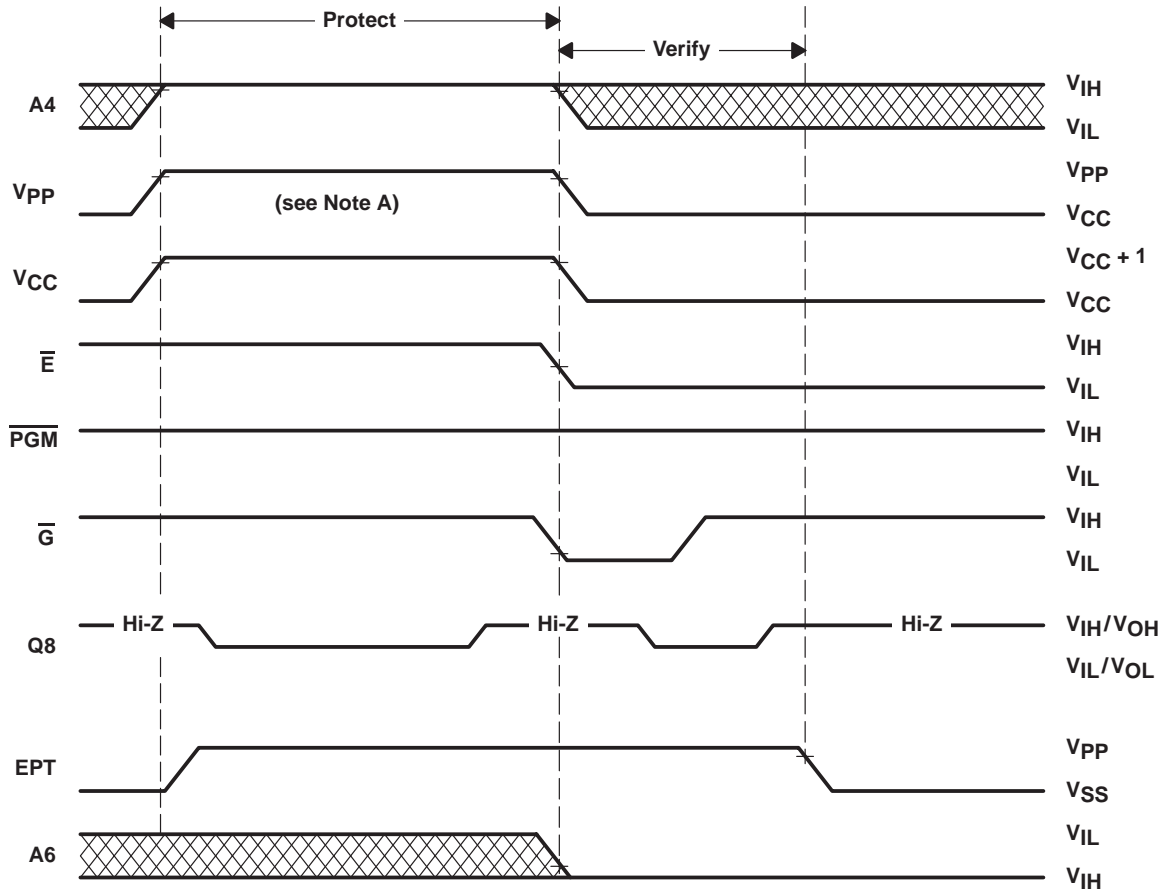 Protect
Verify
A4
VIH
VIL
VPP
(see Note A)
VPP
VCC
VCC
VCC + 1
VCC
E
VIH
VIL
PGM
VIH
VIL
G
VIH
VIL
Q8
Hi-Z
Hi-Z
Hi-Z
VIH/VOH
VIL/VOL
EPT
VPP
VSS
A6
VIL
VIH